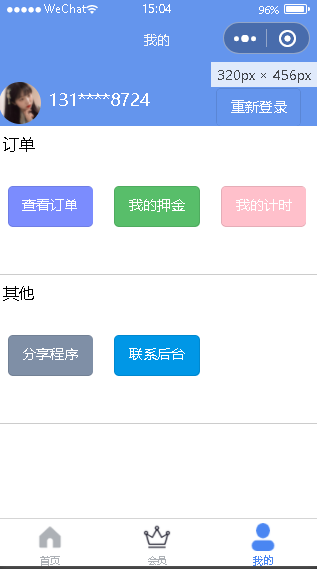 WeChat 15:04 96%
我的
320px × 456px
131****8724 重新登录
订单
查看订单 我的押金 我的计时
其他
分享程序 联系后台
首页 会员 我的